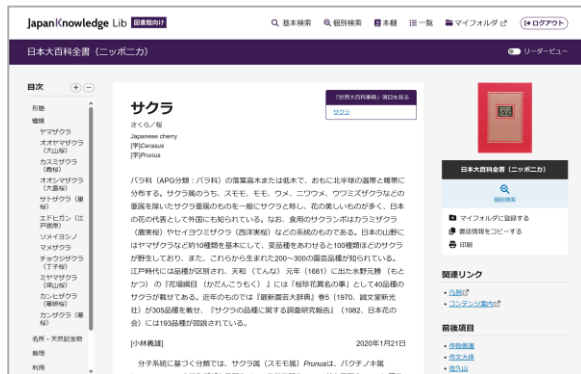 JapanKnowledge Lib 図書館向け
基本検索 個別検索 本棚 一覧 マイフォルダ ログアウト
日本大百科全書（ニッポニカ）
リーダービュー
目次
形態
種類
ヤマザクラ
オオヤマザクラ
（大山桜）
カスミザクラ
（霞桜）
オオシマザクラ
（大島桜）
サトザクラ（里
桜）
エドヒガン（江
戸彼岸）
ソメイヨシノ
マメザクラ
チョウジザクラ
（丁子桜）
ミヤマザクラ
（深山桜）
カンヒザクラ
（寒緋桜）
カンザクラ（寒
桜）
名所・天然記念物
栽培
利用
サクラ
さくら／桜
Japanese cherry
[学]Cerasus
[学]Prunus
「世界大百科事典」項目を見る
サクラ
バラ科（APG分類：バラ科）の落葉高木または低木で、おもに北半球の温帯と暖帯に
分布する。サクラ属のうち、スモモ、モモ、ウメ、ニワウメ、ウワミズザクラなどの
亜属を除いたサクラ亜属のものを一般にサクラと称し、花の美しいものが多く、日本
の花の代表として外国にも知られている。なお、食用のサクランボはカラミザクラ
（唐実桜）やセイヨウミザクラ（西洋実桜）などの系統のものである。日本の山野に
はヤマザクラなど約10種類を基本にして、変品種をあわせると100種類ほどのサクラ
が野生しており、また、これらから生まれた200～300の園芸品種が知られている。
江戸時代には品種が区別され、天和（てんな）元年（1681）に出た水野元勝（もと
かつ）の『花壇綱目（かだんこうもく）』には「桜珍花異名の事」として40品種の
サクラが載せてある。近年のものでは『最新園芸大辞典』巻5（1970、誠文堂新光
社）が305品種を載せ、『サクラの品種に関する調査研究報告』（1982、日本花の
会）には193品種が図説されている。
[小林義雄]
2020年1月21日
分子系統に基づく分類では、サクラ属（スモモ属）Prunusは、バクチノキ属
日本大百科全書（ニッポニカ）
個別検索
マイフォルダに登録する
書誌情報をコピーする
印刷
関連リンク
凡例
コンテンツ案内
前後項目
作物保護
作文大体
佐久山